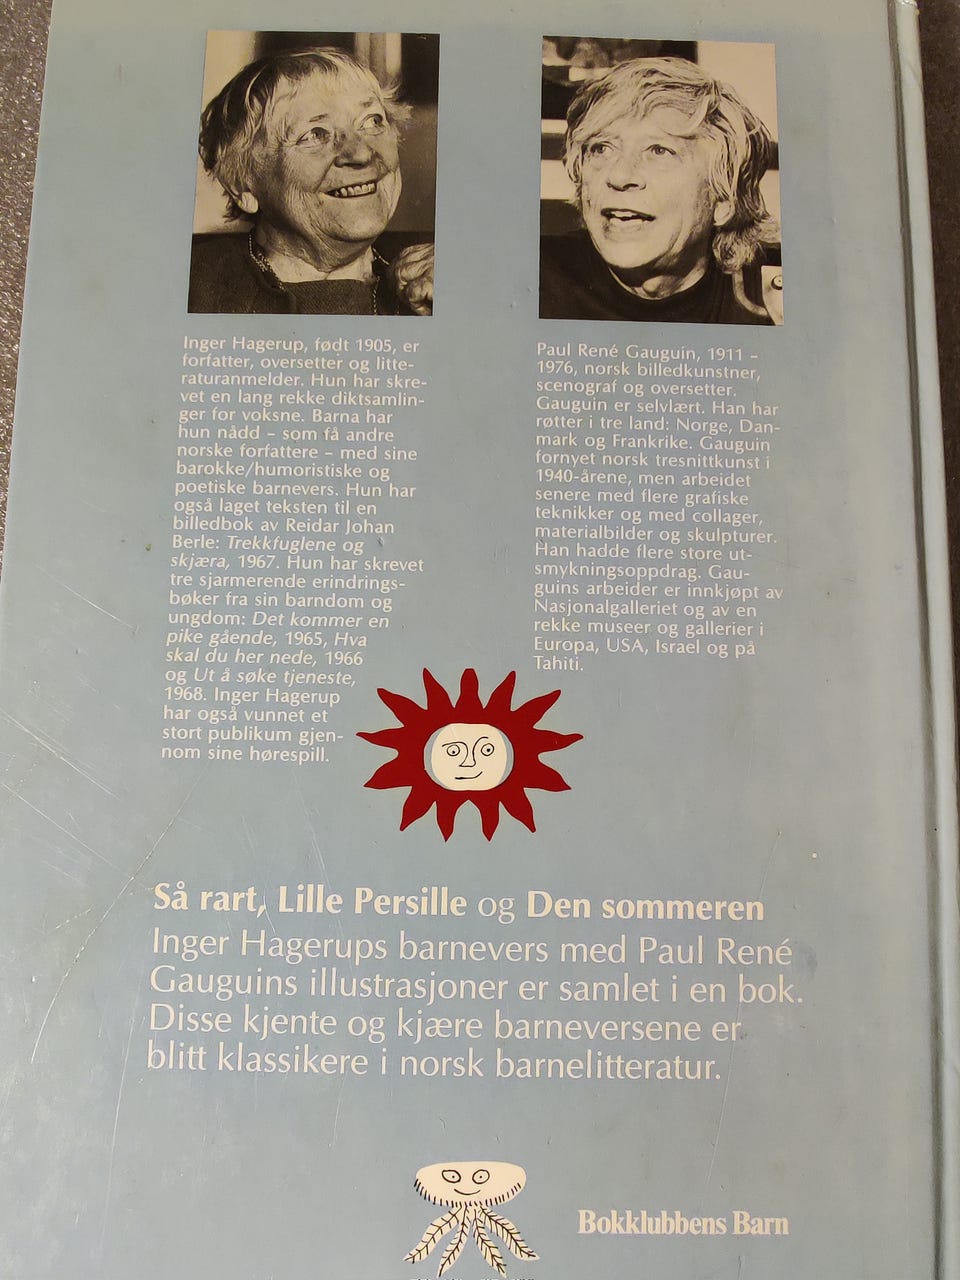 Inger Hagerup, født 1905, er
forfatter, oversetter og litte-
raturanmelder. Hun har skre-
vet en lang rekke diktsamlin-
ger for voksne. Barna har
hun nådd – som få andre
norske forfattere – med sine
barokke/humoristiske og
poetiske barnevers. Hun har
også laget teksten til en
billedbok av Reidar Johan
Berle: Trekkfuglene og
skjæra, 1967. Hun har skrevet
tre sjarmerende erindrings-
bøker fra sin barndom og
ungdom: Det kommer en
pike gående, 1965, Hva
skal du her nede, 1966
og Ut å søke tjeneste,
1968. Inger Hagerup
har også vunnet et
stort publikum gjen-
nom sine hørespill.
Paul René Gauguin, 1911 –
1976, norsk billedkunstner,
scenograf og oversetter.
Gauguin er selvlært. Han har
røtter i tre land: Norge, Dan-
mark og Frankrike. Gauguin
fornyet norsk tresnittkunst i
1940-årene, men arbeidet
senere med flere grafiske
teknikker og med collager,
materialbilder og skulpturer.
Han hadde flere store ut-
smykningsoppdrag. Gau-
guins arbeider er innkjøpt av
Nasjonalgalleriet og av en
rekke museer og gallerier i
Europa, USA, Israel og på
Tahiti.
Så rart, Lille Persille og Den sommeren
Inger Hagerups barnevers med Paul René
Gauguins illustrasjoner er samlet i en bok.
Disse kjente og kjære barneversene er
blitt klassikere i norsk barnelitteratur.
Bokklubbens Barn